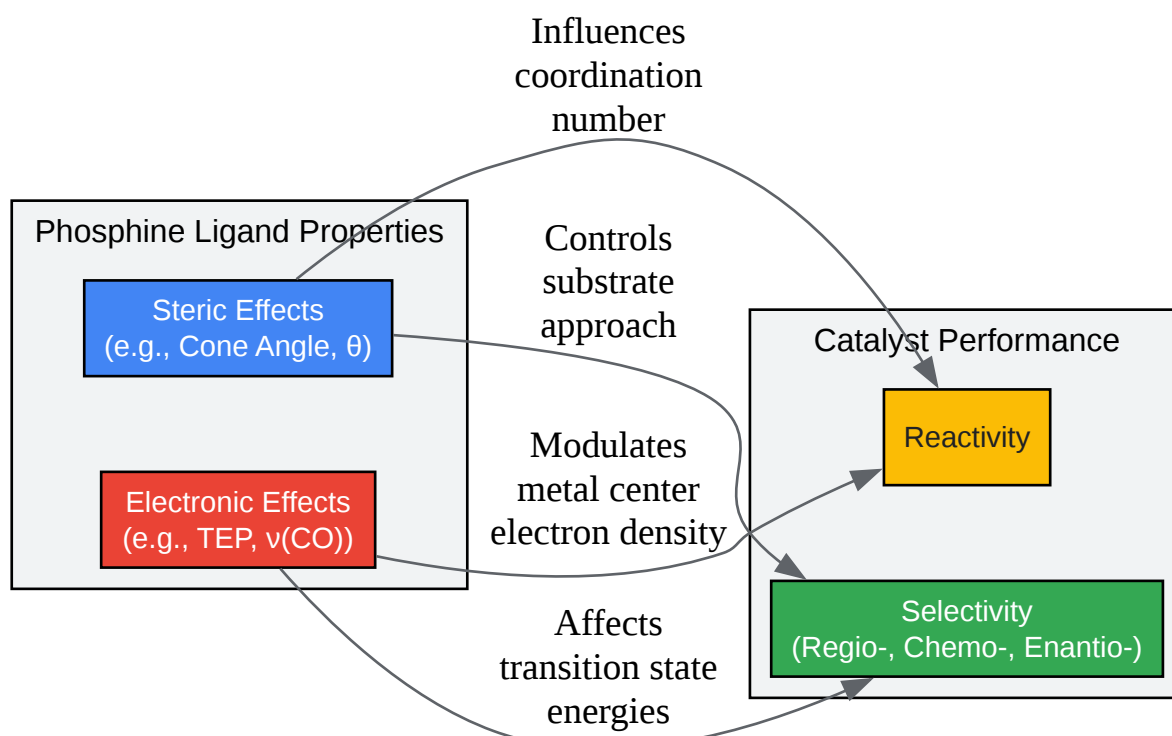 Influences
coordination
number
Phosphine Ligand Properties
Steric Effects
(e.g., Cone Angle, θ)
Controls
substrate
approach
Catalyst Performance
Reactivity
Electronic Effects
(e.g., TEP, ν(CO))
Modulates
metal center
electron density
Selectivity
(Regio-, Chemo-, Enantio-)
Affects
transition state
energies